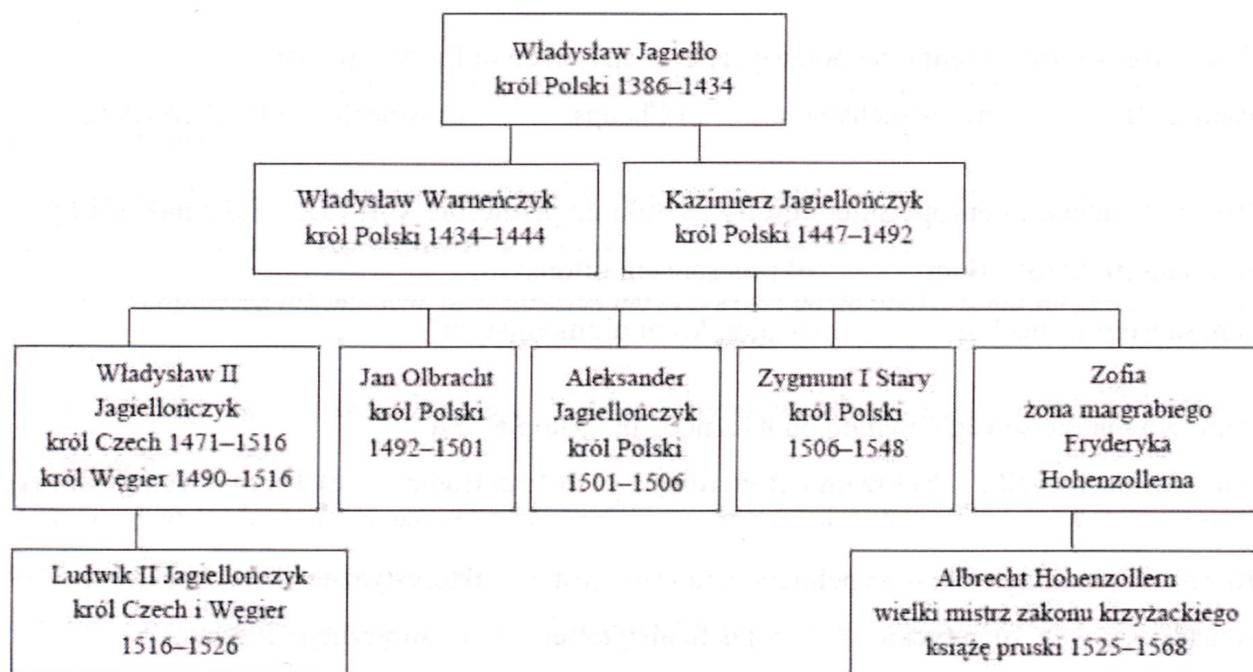 Władysław Jagiełło
król Polski 1386–1434
Władysław Warneńczyk
król Polski 1434–1444
Kazimierz Jagiellończyk
król Polski 1447–1492
Władysław II
Jagiellończyk
król Czech 1471–1516
król Węgier 1490–1516
Jan Olbracht
król Polski
1492–1501
Aleksander
Jagiellończyk
król Polski
1501–1506
Zygmunt I Stary
król Polski
1506–1548
Zofia
żona margrabiego
Fryderyka
Hohenzollerna
Ludwik II Jagiellończyk
król Czech i Węgier
1516–1526
Albrecht Hohenzollern
wielki mistrz zakonu krzyżackiego
książę pruski 1525–1568